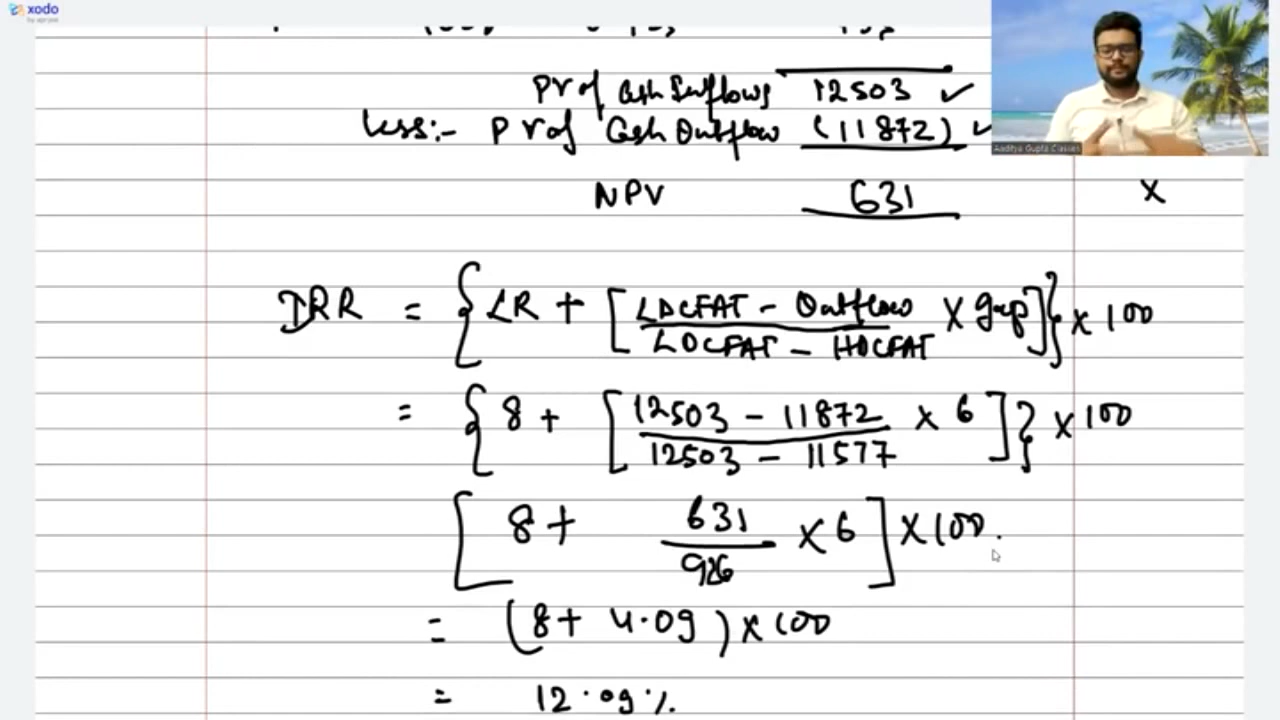 xodo
by apryse
PV of Cash Inflows 12503 ✓
Less:- PV of Cash Outflow (11872) ✓
Aaditya Gupta Classes
NPV 631 X
IRR = {LR + [LDCFAT - Outflow / LDCFAT - HDCFAT X gap]} X 100
= {8 + [12503 - 11872 / 12503 - 11577 X 6]} X 100
[8 + 631 / 926 X 6] X 100.
= (8 + 4.09) X 100
= 12.09%